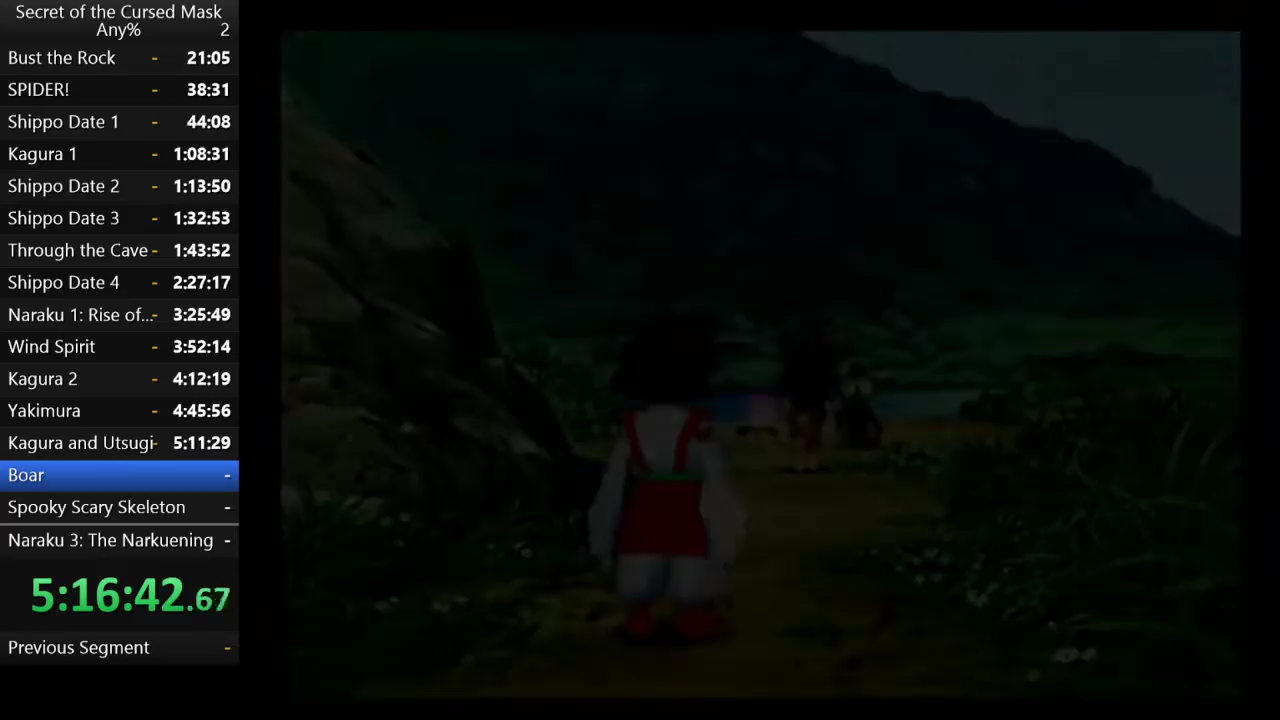 Secret of the Cursed Mask
Any% 2
Bust the Rock - 21:05
SPIDER! - 38:31
Shippo Date 1 - 44:08
Kagura 1 - 1:08:31
Shippo Date 2 - 1:13:50
Shippo Date 3 - 1:32:53
Through the Cave - 1:43:52
Shippo Date 4 - 2:27:17
Naraku 1: Rise of... - 3:25:49
Wind Spirit - 3:52:14
Kagura 2 - 4:12:19
Yakimura - 4:45:56
Kagura and Utsugi - 5:11:29
Boar -
Spooky Scary Skeleton -
Naraku 3: The Narkuening -
5:16:42.67
Previous Segment -